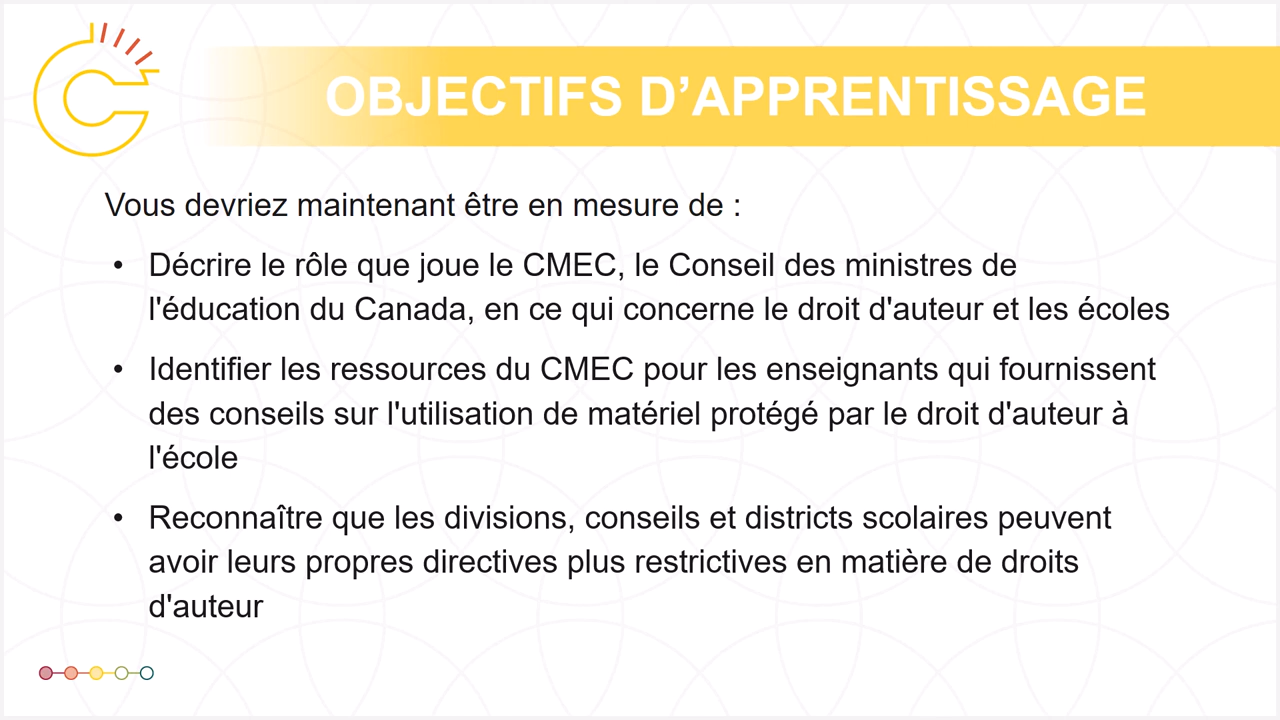 OBJECTIFS D’APPRENTISSAGE
Vous devriez maintenant être en mesure de :
• Décrire le rôle que joue le CMEC, le Conseil des ministres de
l'éducation du Canada, en ce qui concerne le droit d'auteur et les écoles
• Identifier les ressources du CMEC pour les enseignants qui fournissent
des conseils sur l'utilisation de matériel protégé par le droit d'auteur à
l'école
• Reconnaître que les divisions, conseils et districts scolaires peuvent
avoir leurs propres directives plus restrictives en matière de droits
d'auteur